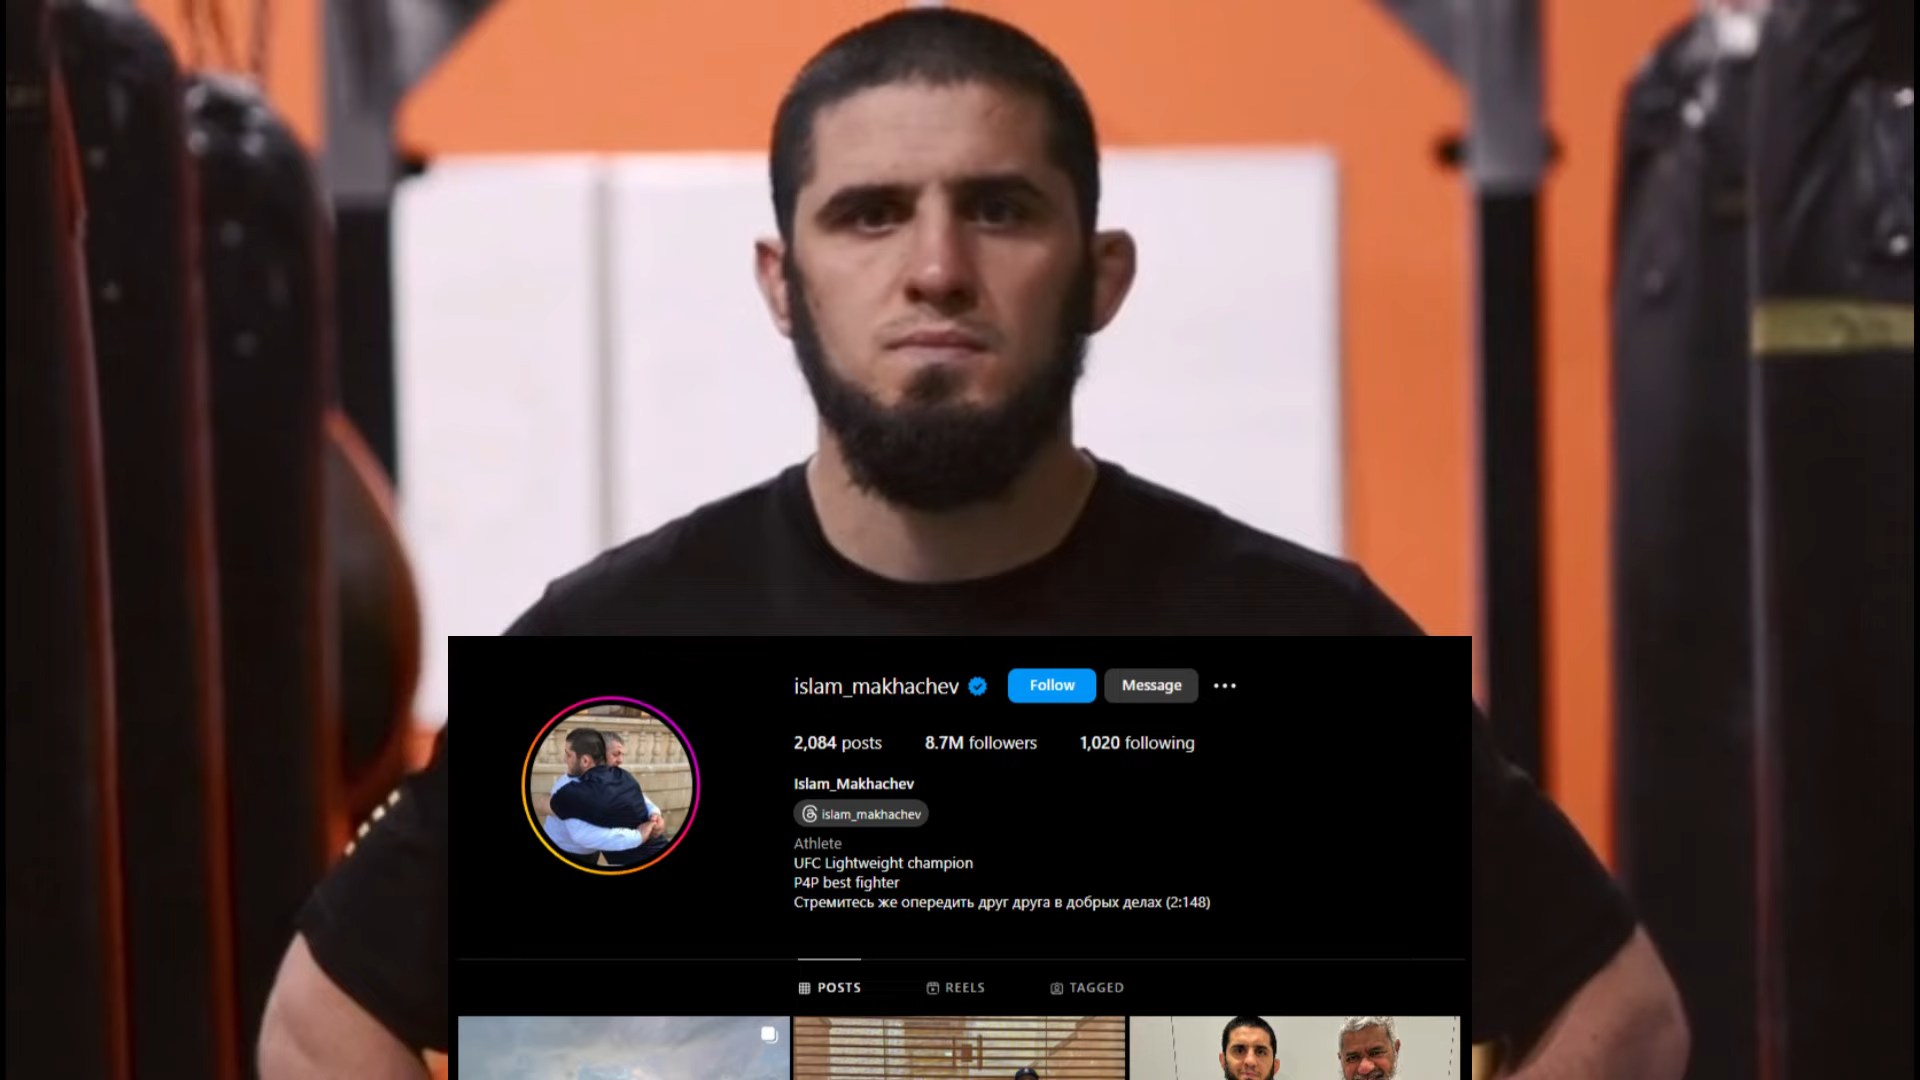 islam_makhachev Follow Message
2,084 posts 8.7M followers 1,020 following
Islam_Makhachev
islam_makhachev
Athlete
UFC Lightweight champion
P4P best fighter
Стремитесь же опередить друг друга в добрых делах (2:148)
POSTS REELS TAGGED